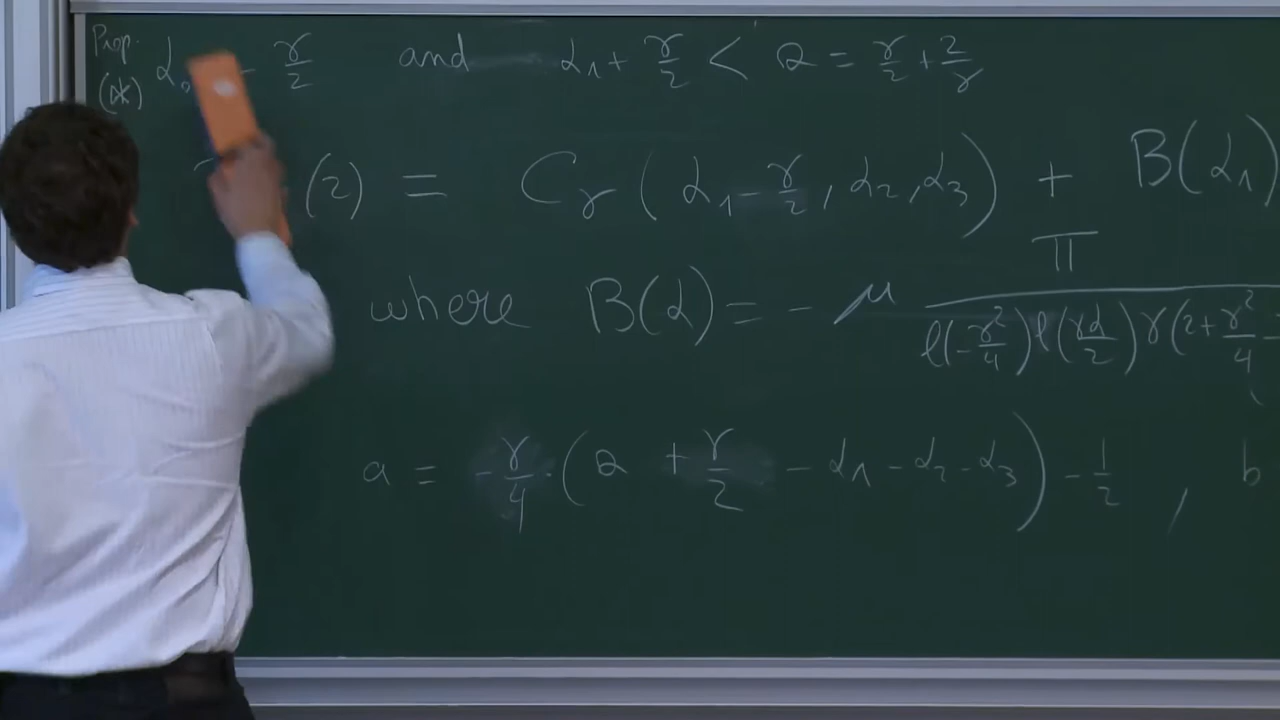 Prop. α₀ - γ/2 and α₁ + γ/2 < Q = γ/2 + 2/γ
(*)
(z) = C_γ(α₁ - γ/2, α₂, α₃) + B(α₁)
where B(α) = - μ π / ℓ(-γ²/4) ℓ(γα/2) γ(2 + γ²/4 -
a = -γ/4 · (Q + γ/2 - α₁ - α₂ - α₃) - 1/2 , b